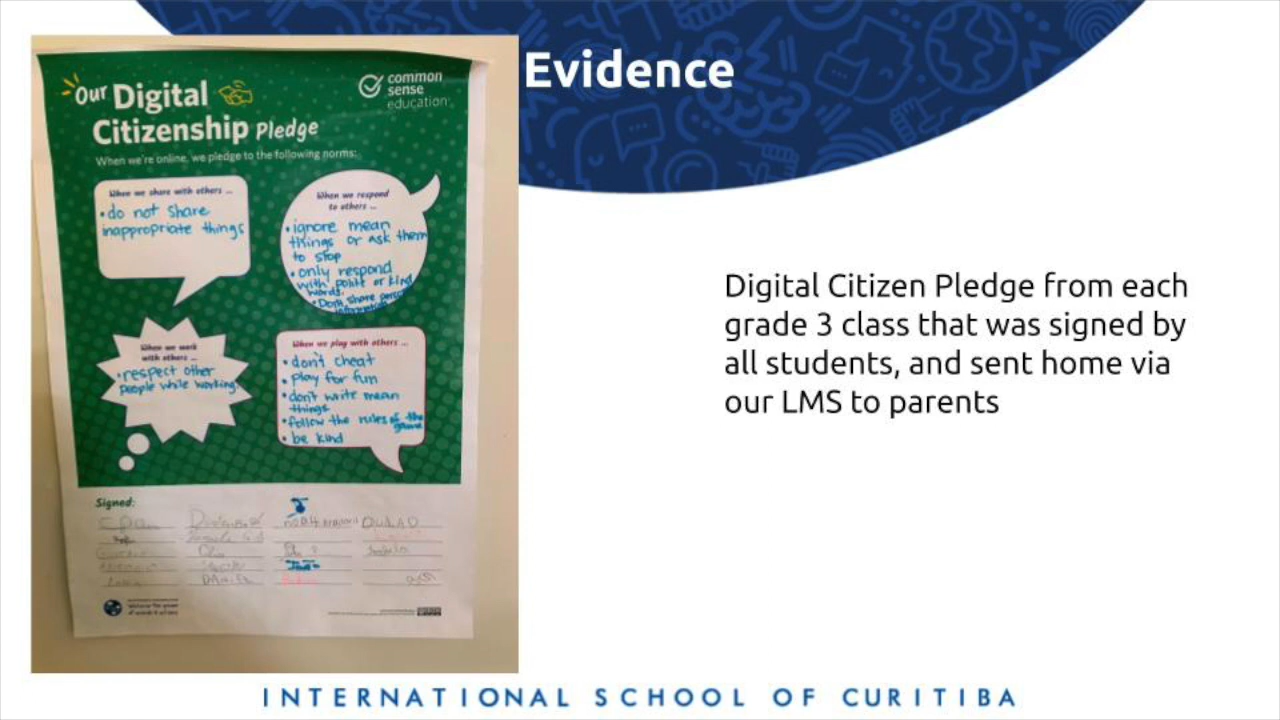 Evidence
Our Digital
Citizenship Pledge
common
sense
education
When we're online, we pledge to the following norms:
When we share with others ...
• do not share
inappropriate things
When we respond
to others ...
• ignore mean
things or ask them
to stop
• only respond
with polite or kind
words.
• Don't share
When we work
with others ...
• respect other
people while working
When we play with others ...
• don't cheat
• play for fun
• don't write mean
things
• follow the rules of the
game
• be kind
Signed:
Digital Citizen Pledge from each
grade 3 class that was signed by
all students, and sent home via
our LMS to parents
INTERNATIONAL SCHOOL OF CURITIBA